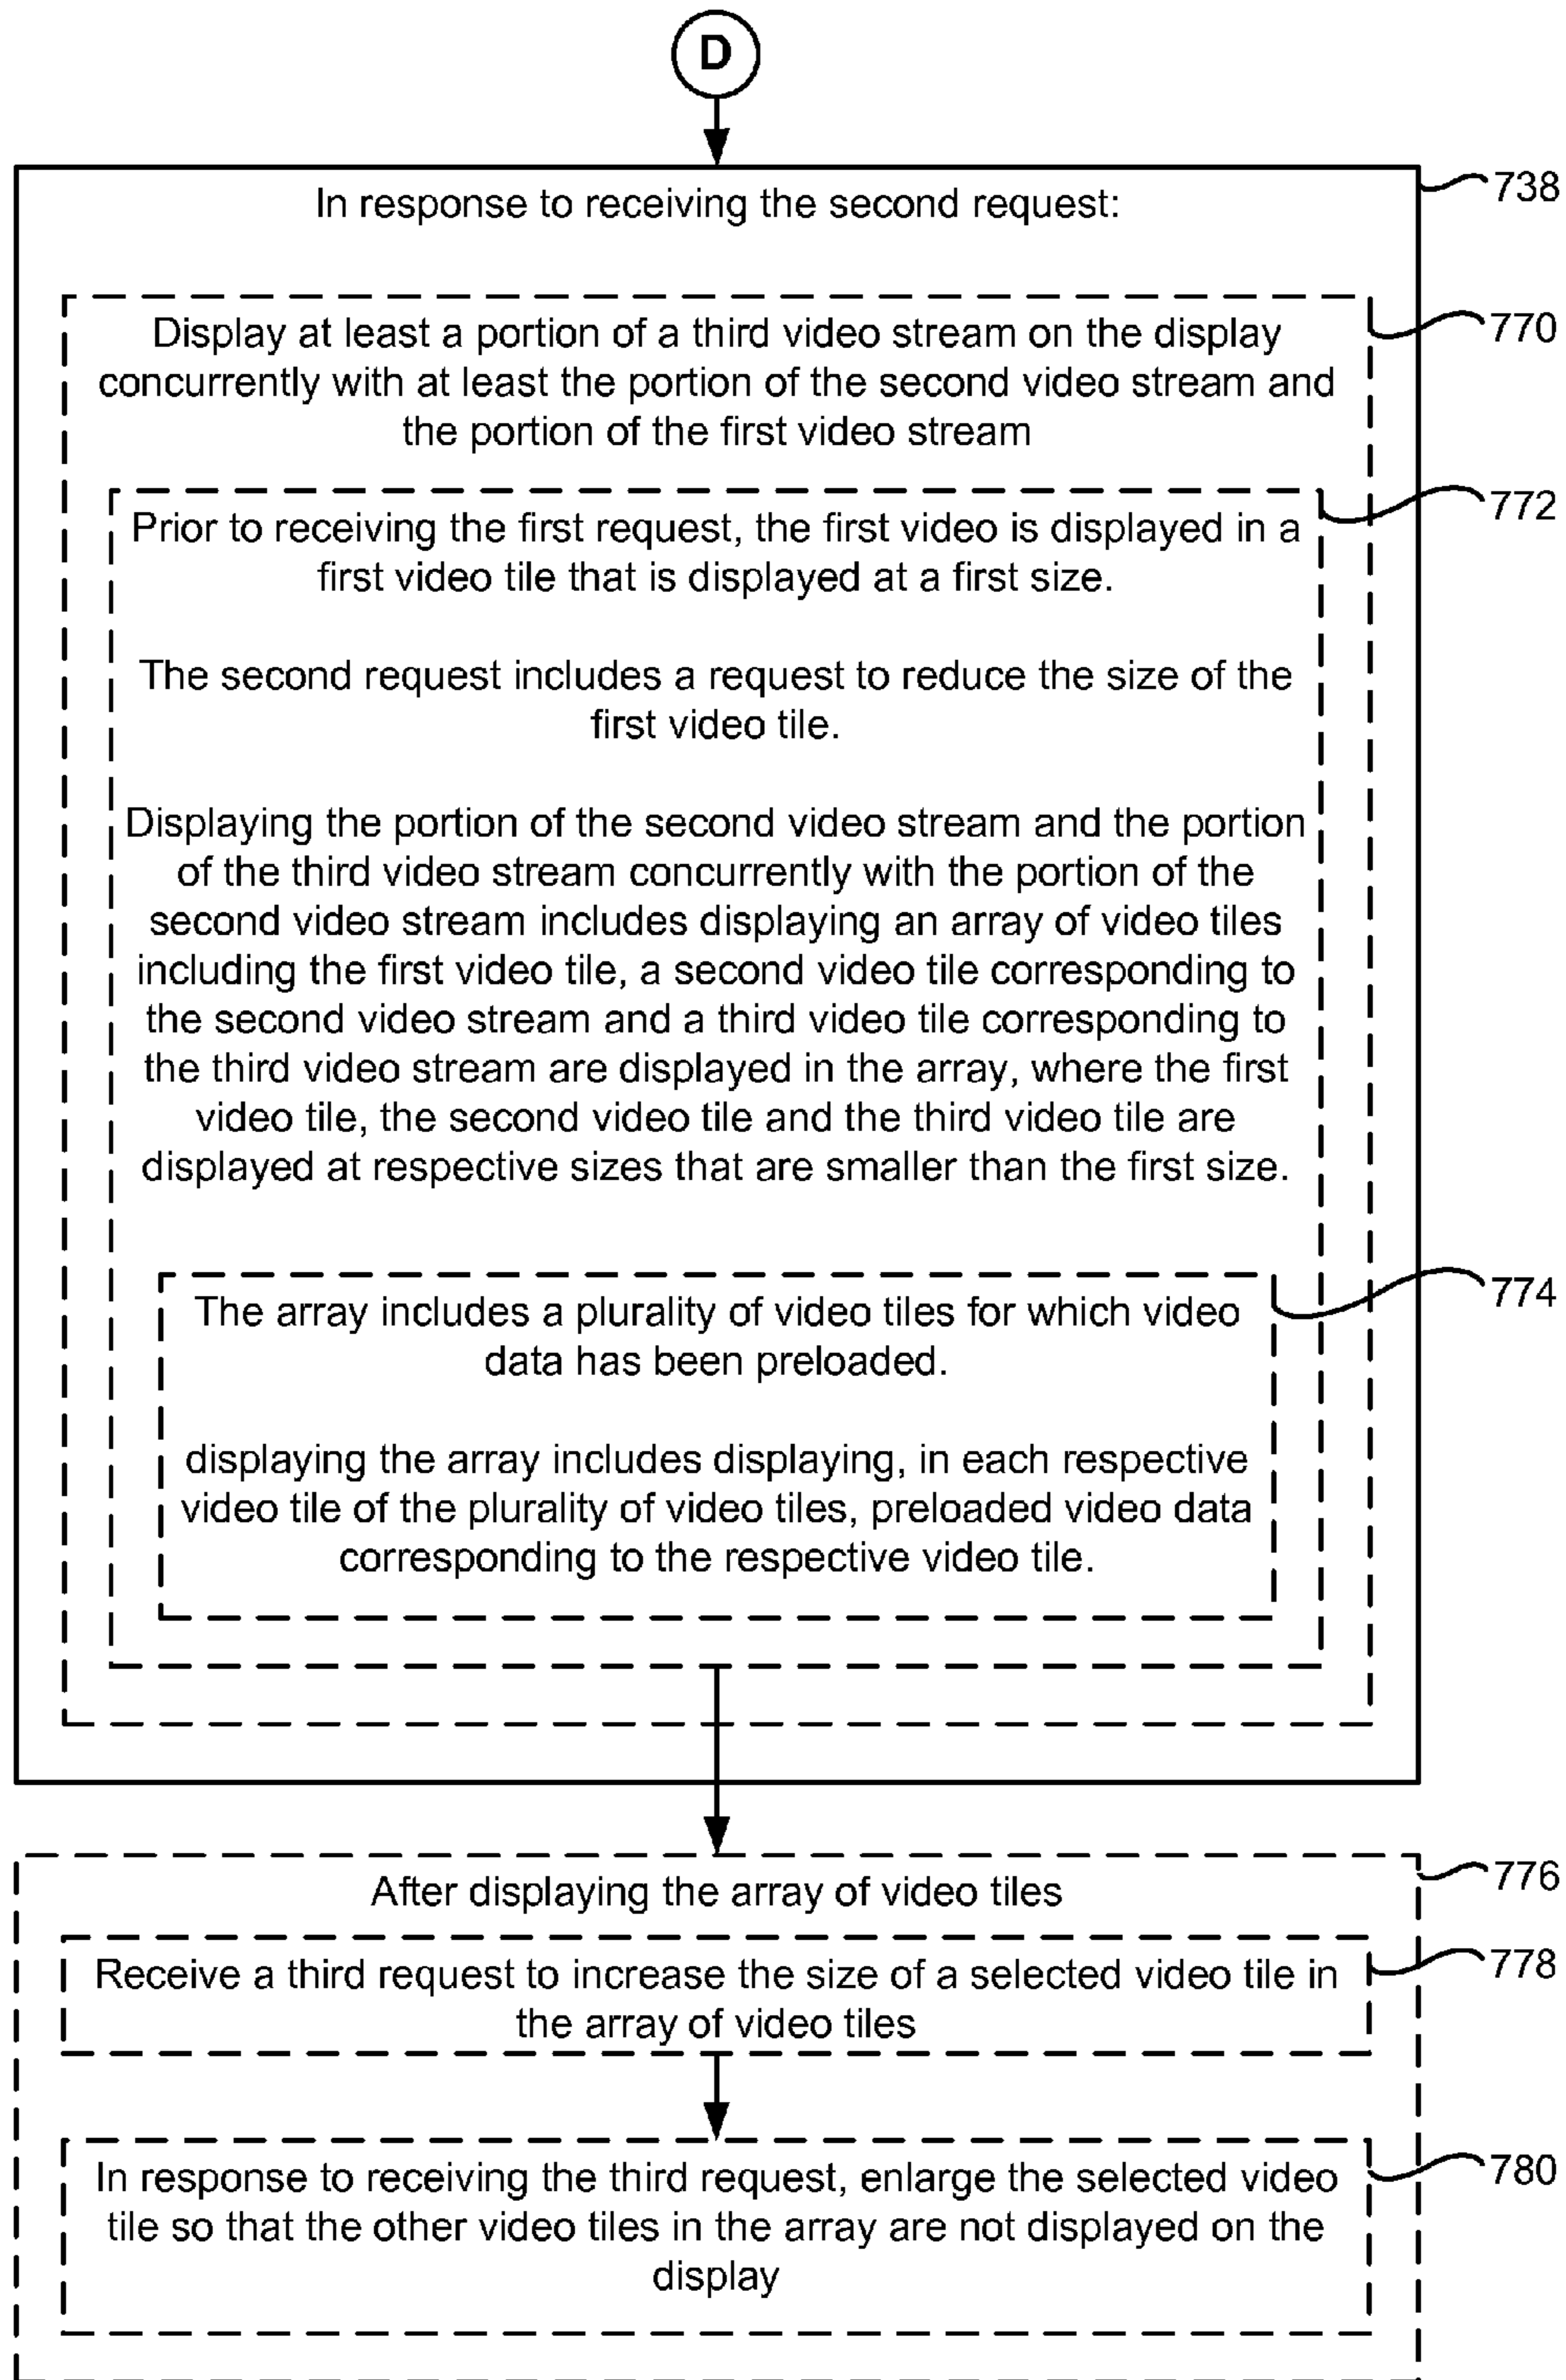 D
In response to receiving the second request:
738
Display at least a portion of a third video stream on the display
concurrently with at least the portion of the second video stream and
the portion of the first video stream
770
Prior to receiving the first request, the first video is displayed in a
first video tile that is displayed at a first size.
772
The second request includes a request to reduce the size of the
first video tile.
Displaying the portion of the second video stream and the portion
of the third video stream concurrently with the portion of the
second video stream includes displaying an array of video tiles
including the first video tile, a second video tile corresponding to
the second video stream and a third video tile corresponding to
the third video stream are displayed in the array, where the first
video tile, the second video tile and the third video tile are
displayed at respective sizes that are smaller than the first size.
The array includes a plurality of video tiles for which video
data has been preloaded.
774
displaying the array includes displaying, in each respective
video tile of the plurality of video tiles, preloaded video data
corresponding to the respective video tile.
After displaying the array of video tiles
776
Receive a third request to increase the size of a selected video tile in
the array of video tiles
778
In response to receiving the third request, enlarge the selected video
tile so that the other video tiles in the array are not displayed on the
display
780